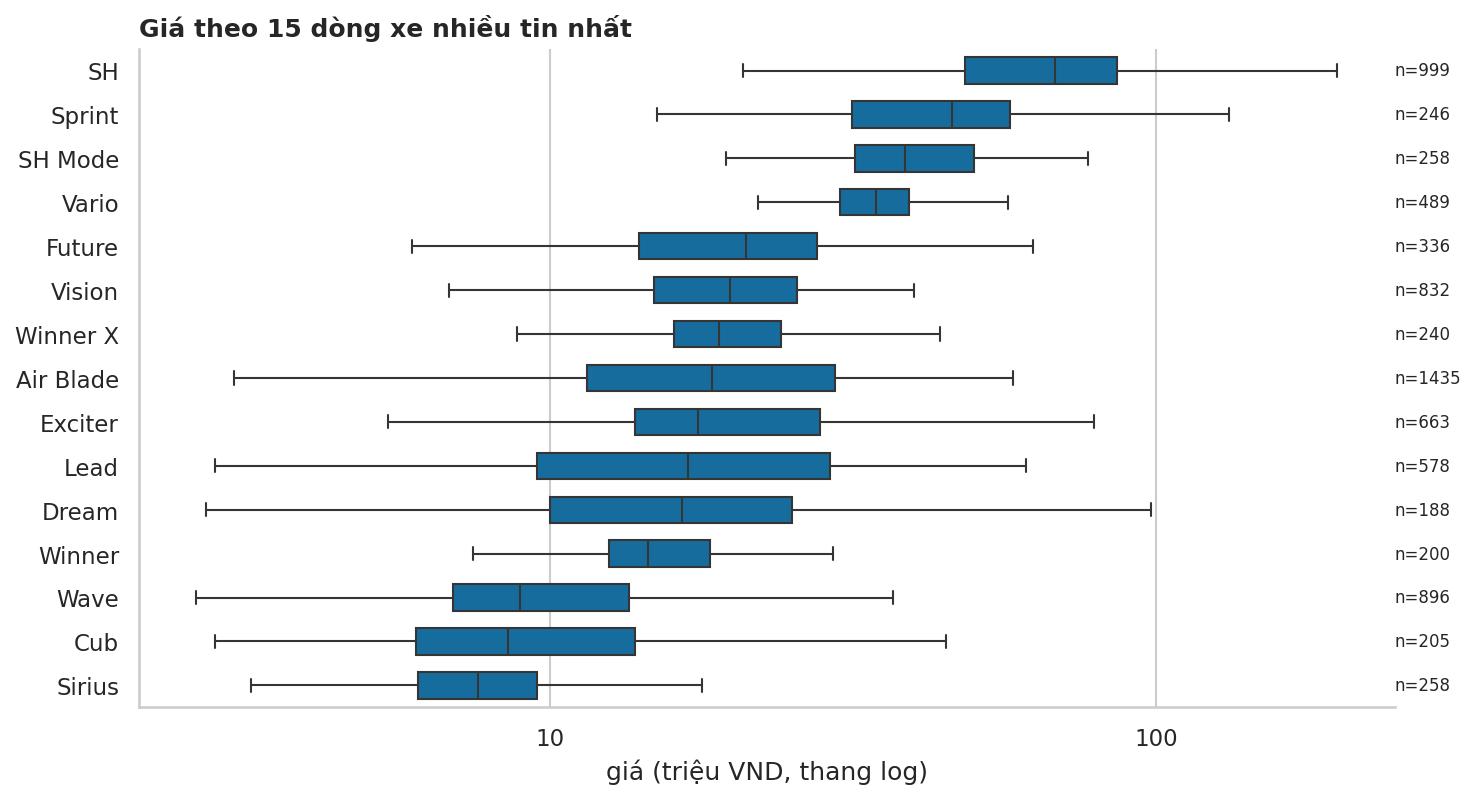 Giá theo 15 dòng xe nhiều tin nhất
SH n=999
Sprint n=246
SH Mode n=258
Vario n=489
Future n=336
Vision n=832
Winner X n=240
Air Blade n=1435
Exciter n=663
Lead n=578
Dream n=188
Winner n=200
Wave n=896
Cub n=205
Sirius n=258
10 100
giá (triệu VND, thang log)